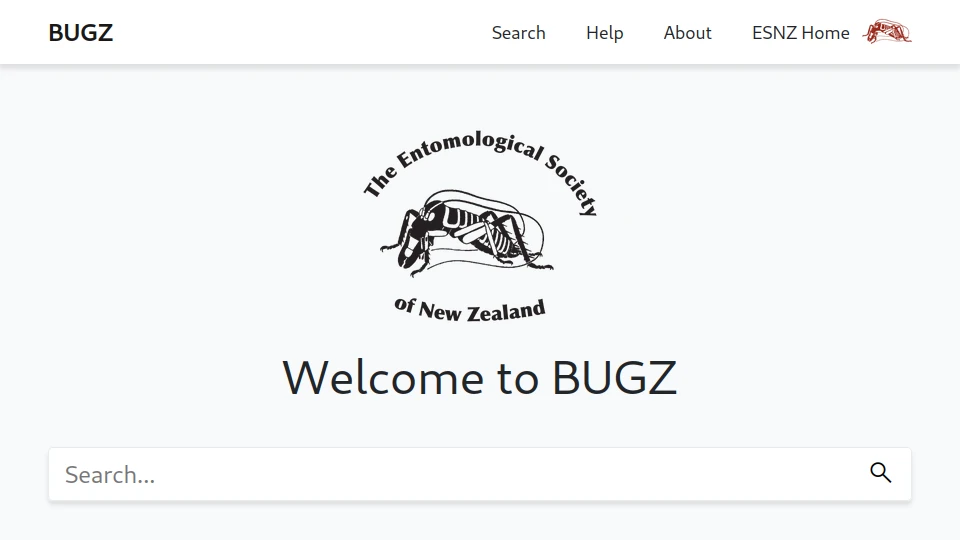 BUGZ
Search
Help
About
ESNZ Home
The Entomological Society
of New Zealand
Welcome to BUGZ
Search...